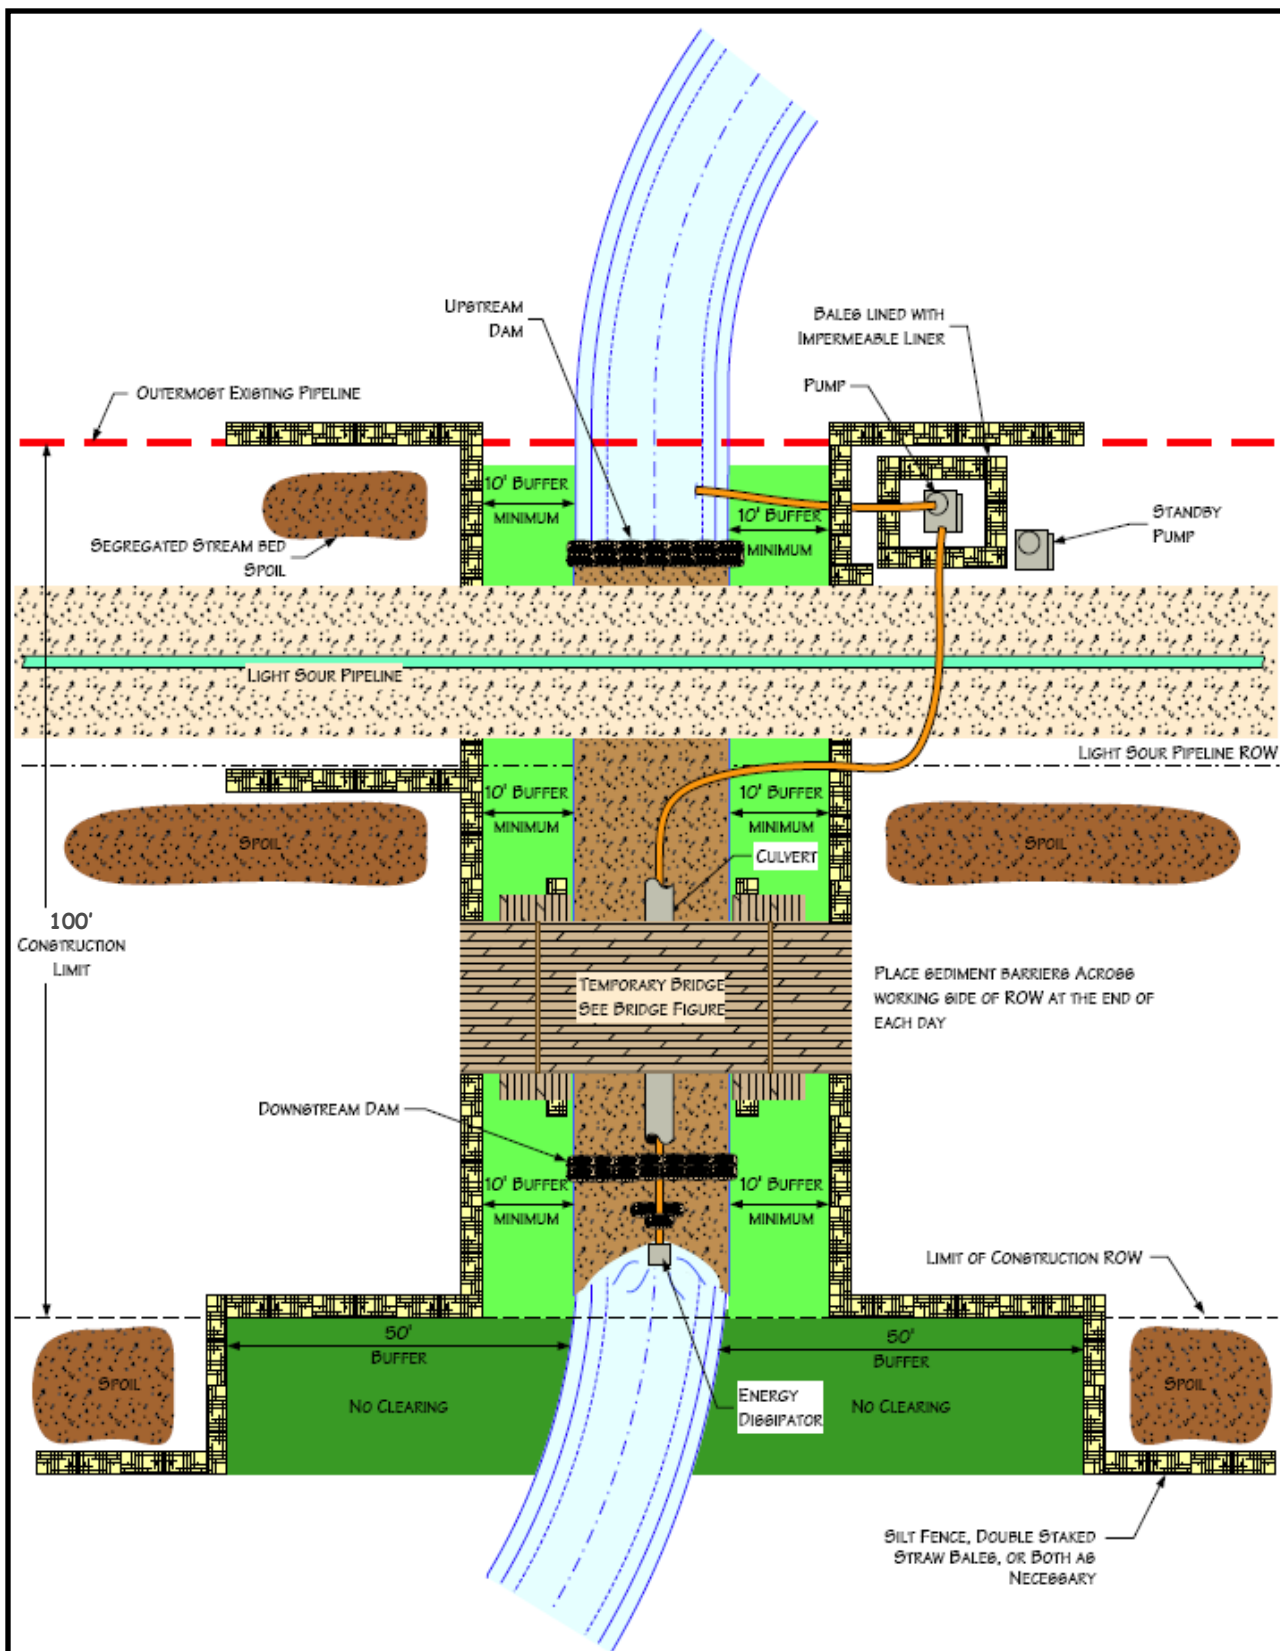 Upstream
Dam
Bales lined with
Impermeable Liner
Pump
Outermost Existing Pipeline
10' Buffer
minimum
10' Buffer
minimum
Standby
Pump
Segregated Stream bed
Spoil
Light Sour Pipeline
Light Sour Pipeline ROW
10' Buffer
minimum
10' Buffer
minimum
Spoil
Spoil
Culvert
100'
Construction
Limit
Temporary Bridge
See Bridge Figure
Place sediment barriers Across
working side of ROW at the end of
each day
Downstream Dam
10' Buffer
minimum
10' Buffer
minimum
Limit of Construction ROW
50'
Buffer
50'
Buffer
Spoil
Spoil
No Clearing
Energy
Dissipator
No Clearing
Silt Fence, Double Staked
Straw Bales, or Both as
Necessary